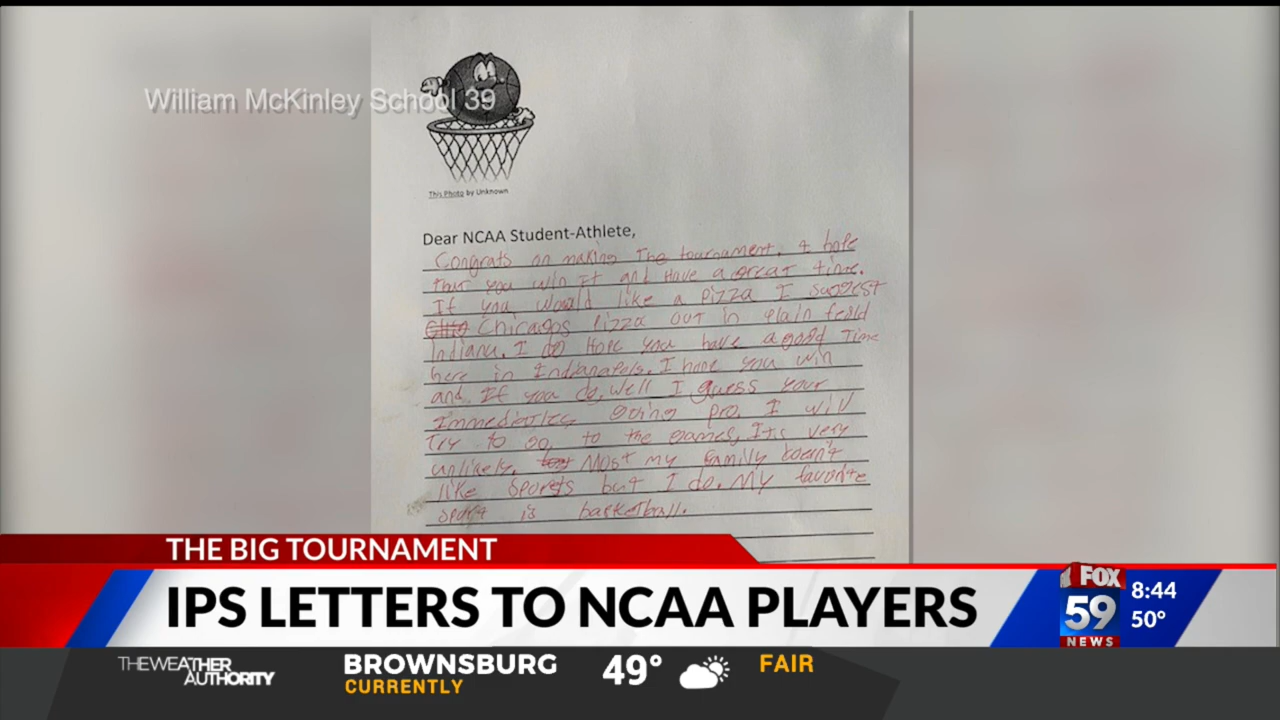 William McKinley School 39
This Photo by Unknown
Dear NCAA Student-Athlete,
Congrats on making The tournament. I hope
that you win It and Have a great time.
If you would like a pizza I suggest
Chicagos pizza out in plain feild
Indiana. I do Hope you have a good Time
here in Indianapols. I hope you win
and If you do, well I guess your
Immediatley going pro. I will
Try to go to the games, Its very
unlikely. Most my family doesn't
like sports but I do. My favorite
sport is basketball.
THE BIG TOURNAMENT
IPS LETTERS TO NCAA PLAYERS
FOX
59
NEWS
8:44
50°
THE WEATHER
AUTHORITY
BROWNSBURG
CURRENTLY
49°
FAIR